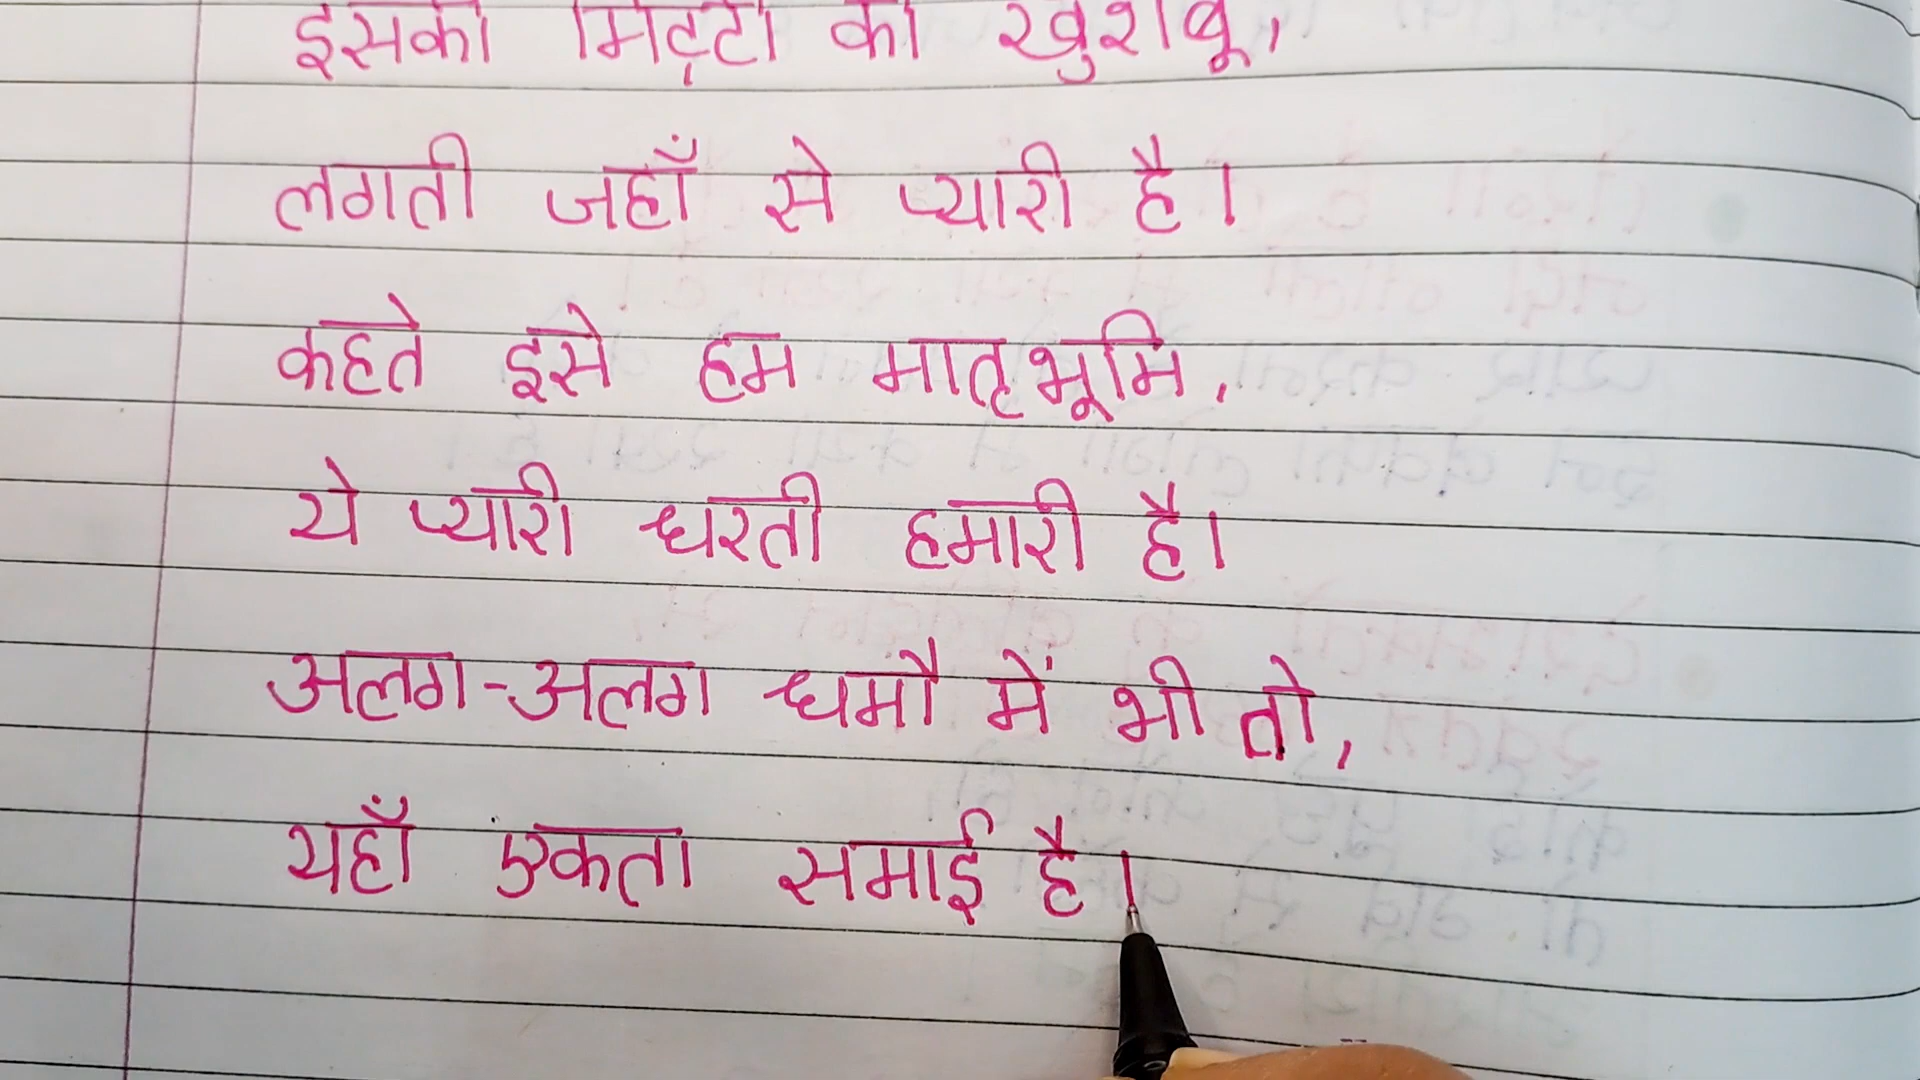 इसकी मिट्टी की खुशबू,
लगती जहाँ से प्यारी है।
कहते इसे हम मातृभूमि,
ये प्यारी धरती हमारी है।
अलग-अलग धर्मो में भी तो,
यहाँ एकता समाई है।